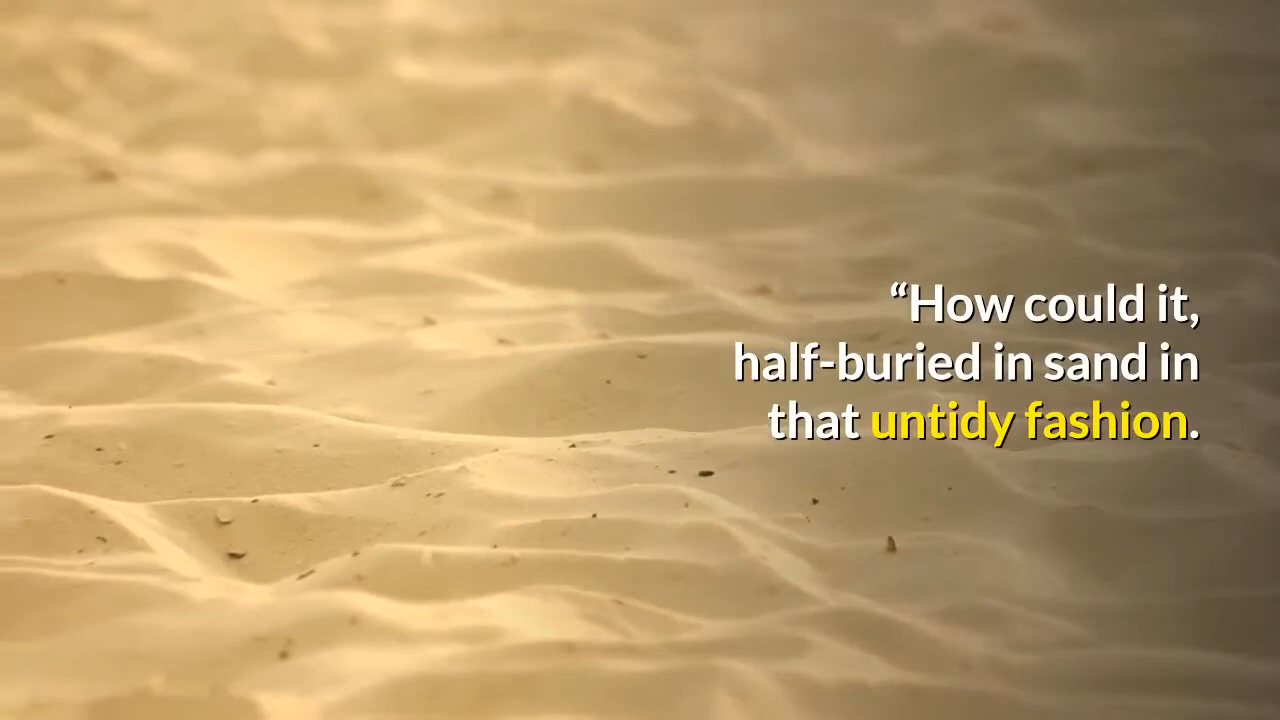 “How could it,
half-buried in sand in
that untidy fashion.